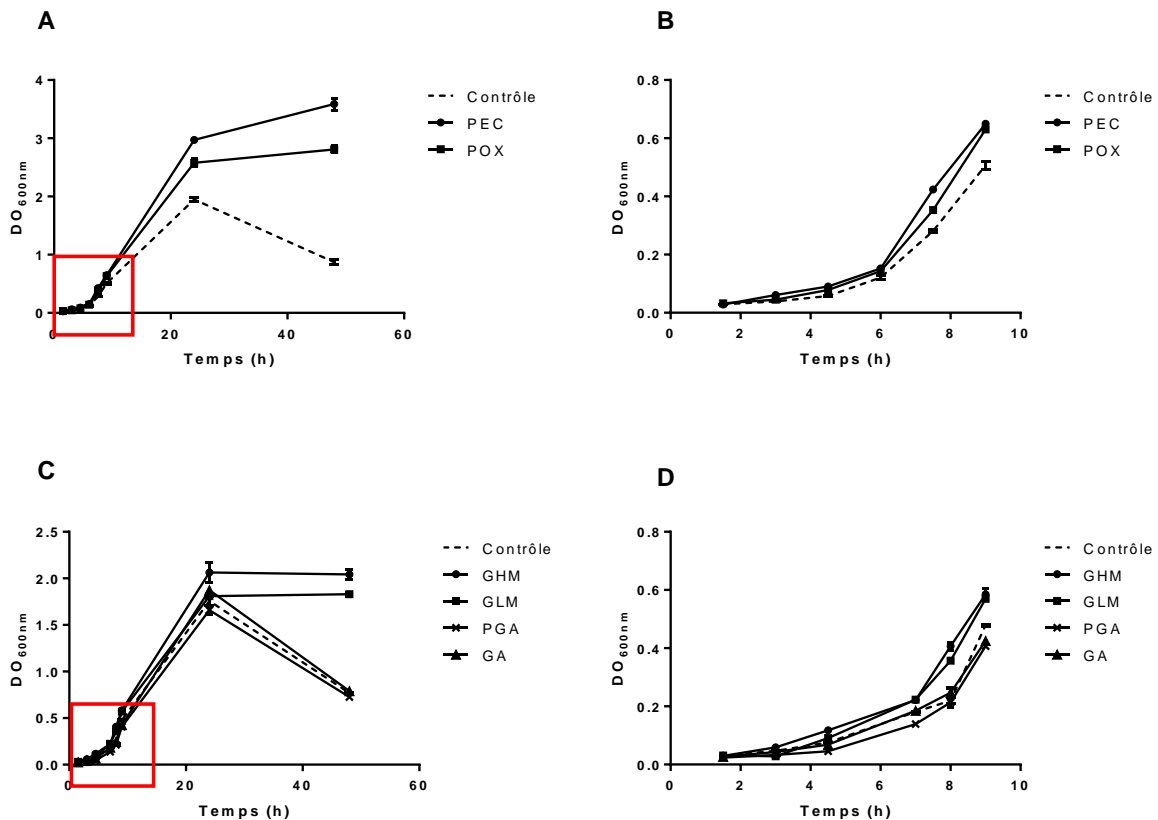 A
4
3
2
1
0
0
20
40
60
DO600nm
Temps (h)
Contrôle
PEC
POX
B
0.8
0.6
0.4
0.2
0.0
0
2
4
6
8
10
DO600nm
Temps (h)
Contrôle
PEC
POX
C
2.5
2.0
1.5
1.0
0.5
0.0
0
20
40
60
DO600nm
Temps (h)
Contrôle
GHM
GLM
PGA
GA
D
0.8
0.6
0.4
0.2
0.0
0
2
4
6
8
10
DO600nm
Temps (h)
Contrôle
GHM
GLM
PGA
GA